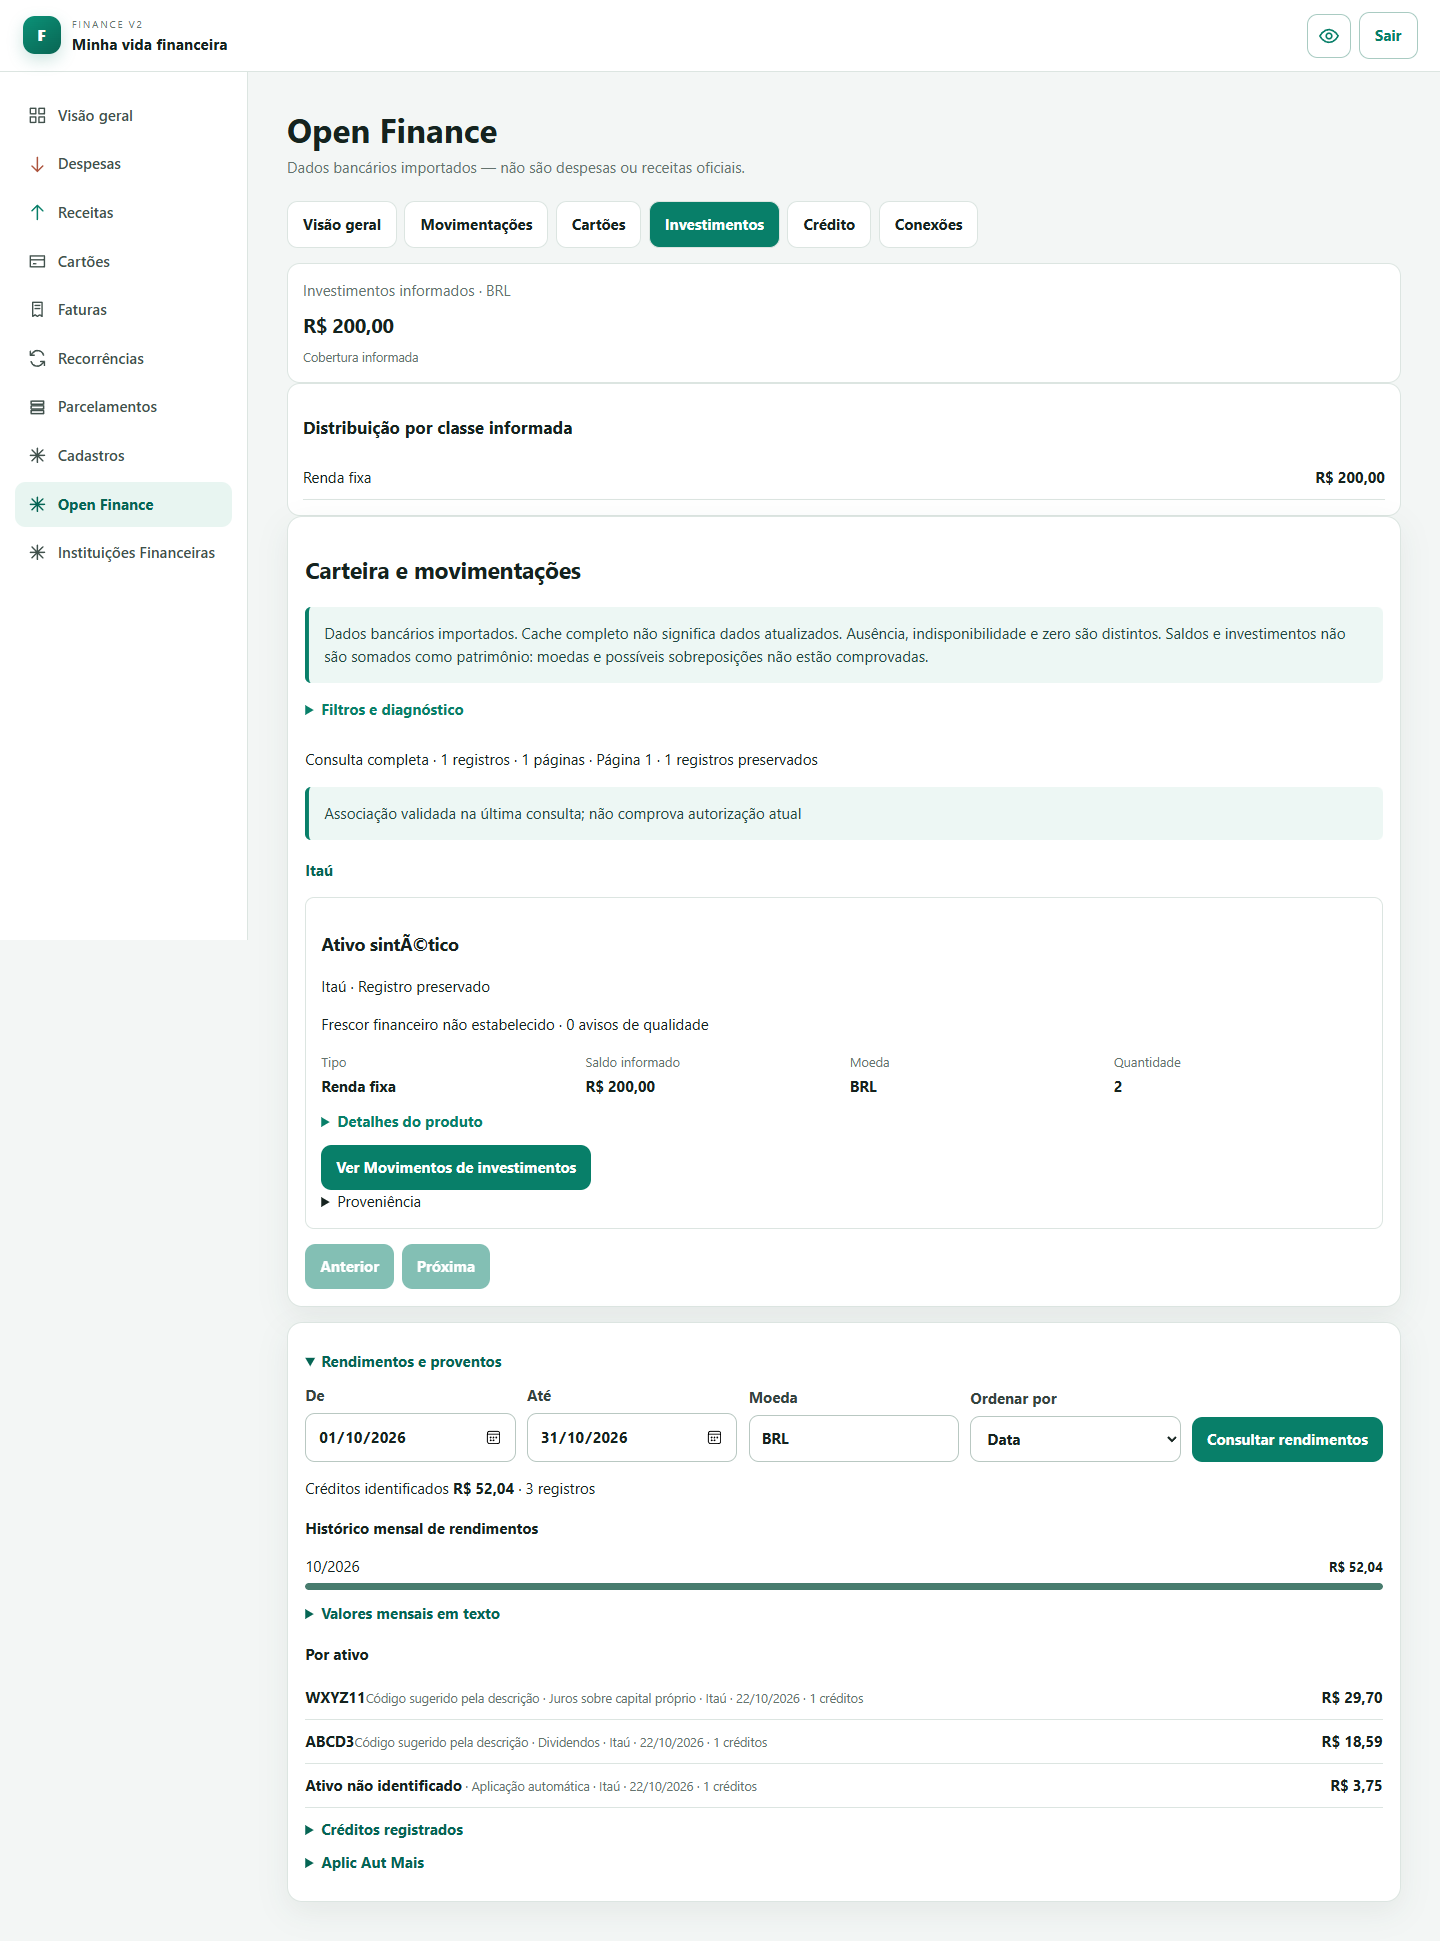 F
FINANCE V2
Minha vida financeira
Sair
Visão geral
Despesas
Receitas
Cartões
Faturas
Recorrências
Parcelamentos
Cadastros
Open Finance
Instituições Financeiras
Open Finance
Dados bancários importados — não são despesas ou receitas oficiais.
Visão geral
Movimentações
Cartões
Investimentos
Crédito
Conexões
Investimentos informados · BRL
R$ 200,00
Cobertura informada
Distribuição por classe informada
Renda fixa R$ 200,00
Carteira e movimentações
Dados bancários importados. Cache completo não significa dados atualizados. Ausência, indisponibilidade e zero são distintos. Saldos e investimentos não
são somados como patrimônio: moedas e possíveis sobreposições não estão comprovadas.
Filtros e diagnóstico
Consulta completa · 1 registros · 1 páginas · Página 1 · 1 registros preservados
Associação validada na última consulta; não comprova autorização atual
Itaú
Ativo sintÃ©tico
Itaú · Registro preservado
Frescor financeiro não estabelecido · 0 avisos de qualidade
Tipo Saldo informado Moeda Quantidade
Renda fixa R$ 200,00 BRL 2
Detalhes do produto
Ver Movimentos de investimentos
Proveniência
Anterior Próxima
Rendimentos e proventos
De Até Moeda Ordenar por
01/10/2026 31/10/2026 BRL Data Consultar rendimentos
Créditos identificados R$ 52,04 · 3 registros
Histórico mensal de rendimentos
10/2026 R$ 52,04
Valores mensais em texto
Por ativo
WXYZ11Código sugerido pela descrição · Juros sobre capital próprio · Itaú · 22/10/2026 · 1 créditos R$ 29,70
ABCD3Código sugerido pela descrição · Dividendos · Itaú · 22/10/2026 · 1 créditos R$ 18,59
Ativo não identificado · Aplicação automática · Itaú · 22/10/2026 · 1 créditos R$ 3,75
Créditos registrados
Aplic Aut Mais